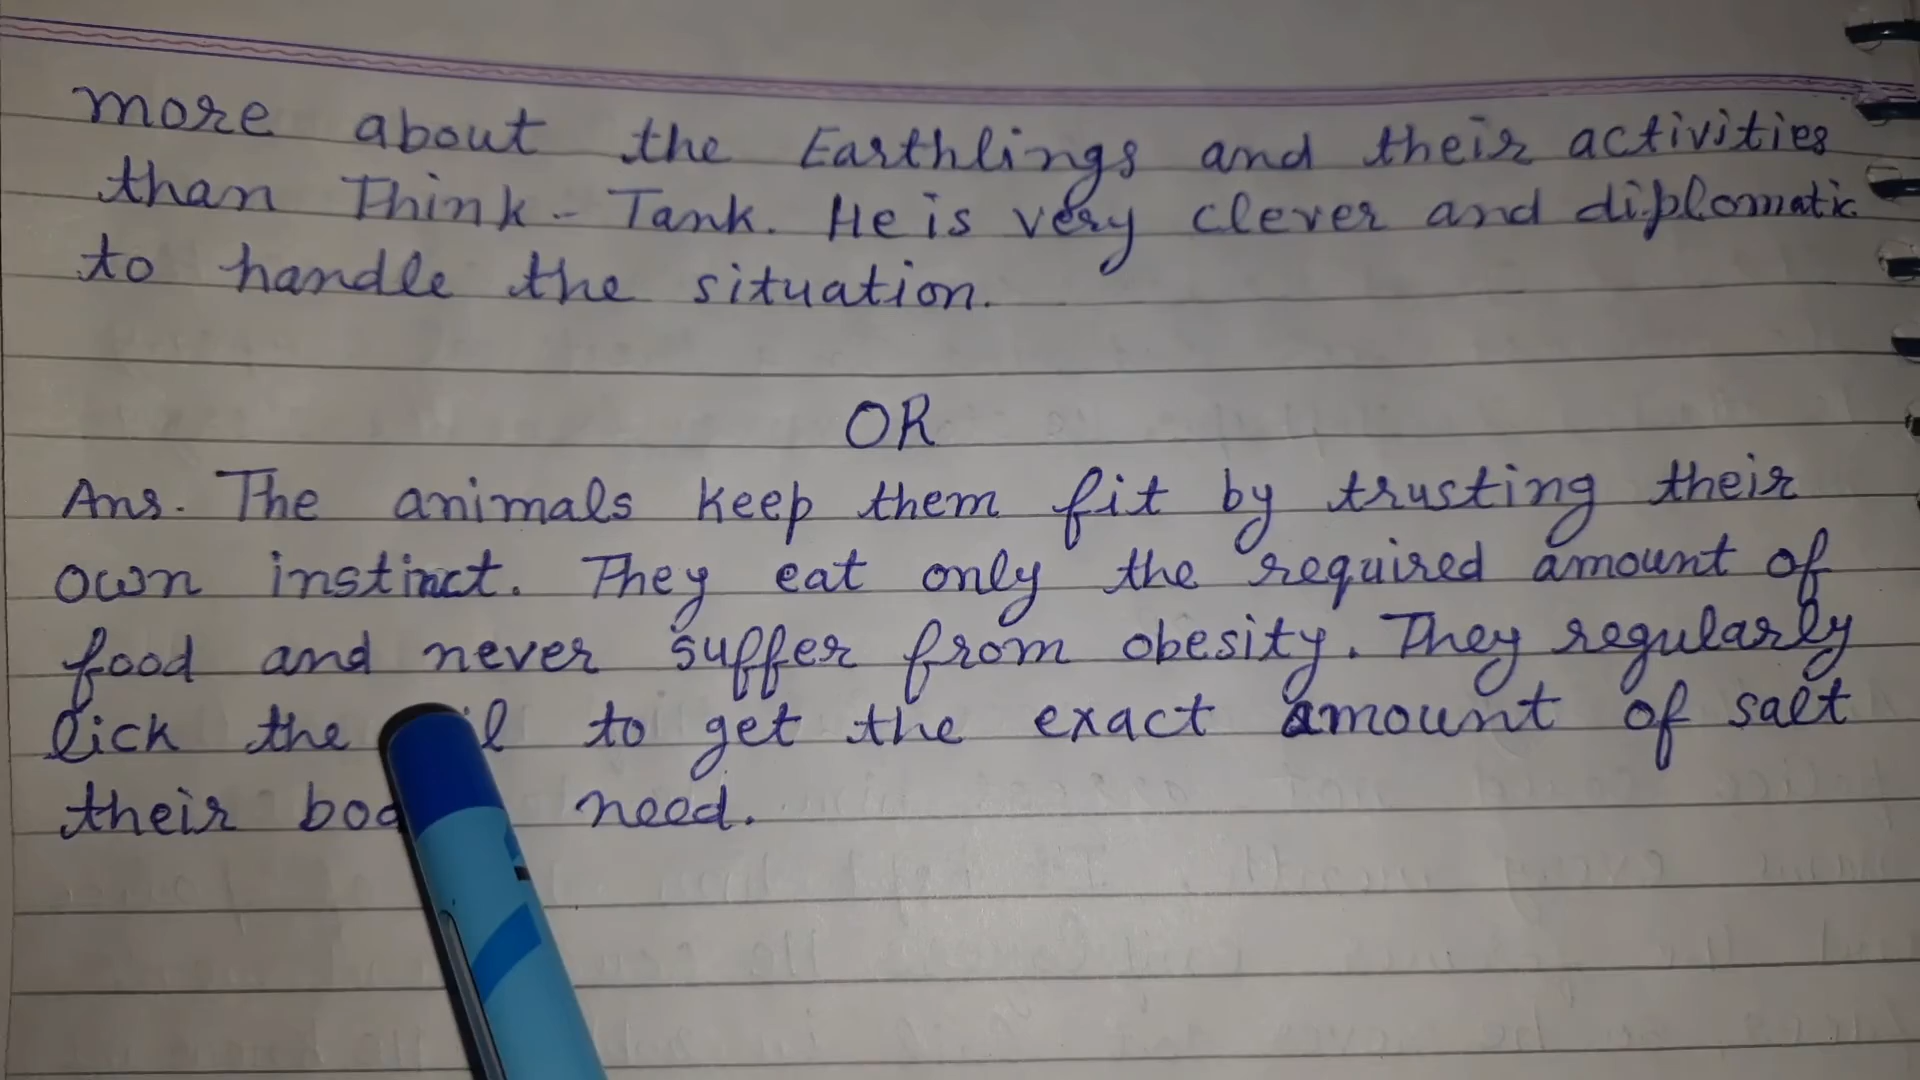 more about the Earthlings and their activities
than Think-Tank. He is very clever and diplomatic
to handle the situation.
OR
Ans. The animals keep them fit by trusting their
own instinct. They eat only the required amount of
food and never suffer from obesity. They regularly
lick the to get the exact amount of salt
their need.